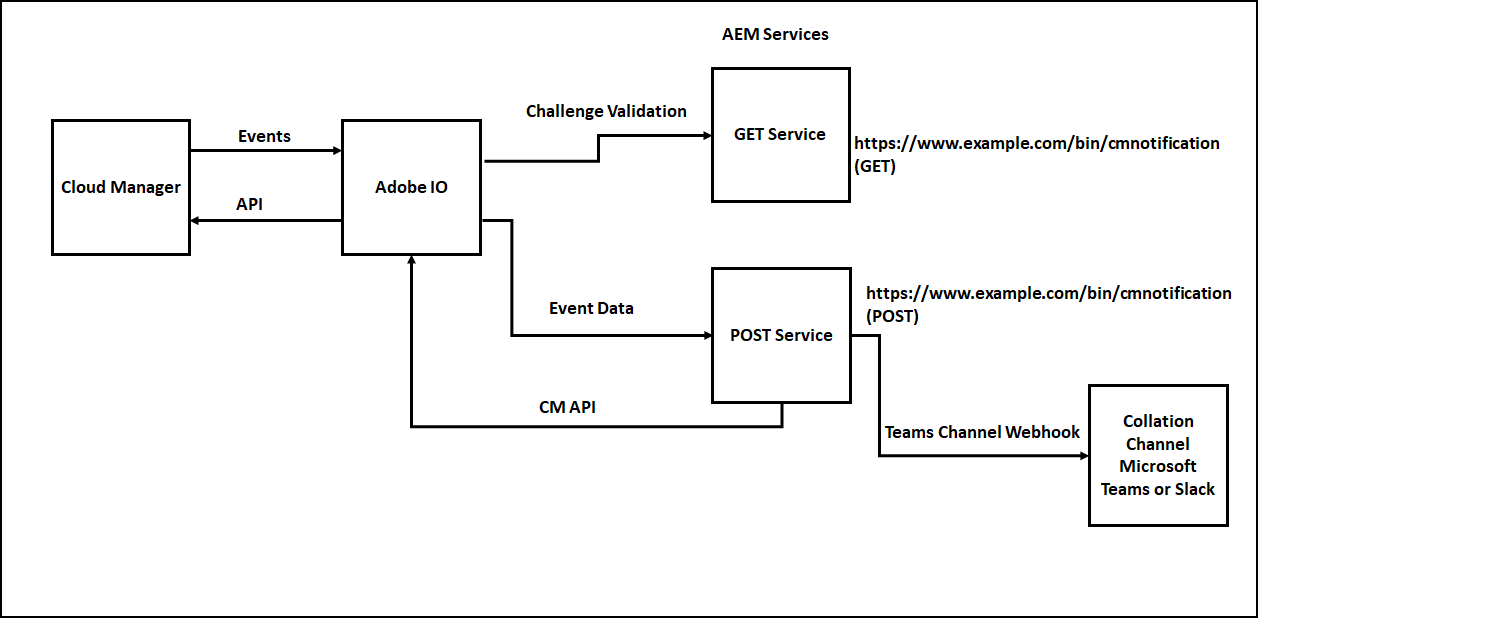 AEM Services
Challenge Validation
GET Service
https://www.example.com/bin/cmnotification
(GET)
Events
Cloud Manager
Adobe IO
API
Event Data
POST Service
https://www.example.com/bin/cmnotification
(POST)
CM API
Teams Channel Webhook
Collation
Channel
Microsoft
Teams or Slack